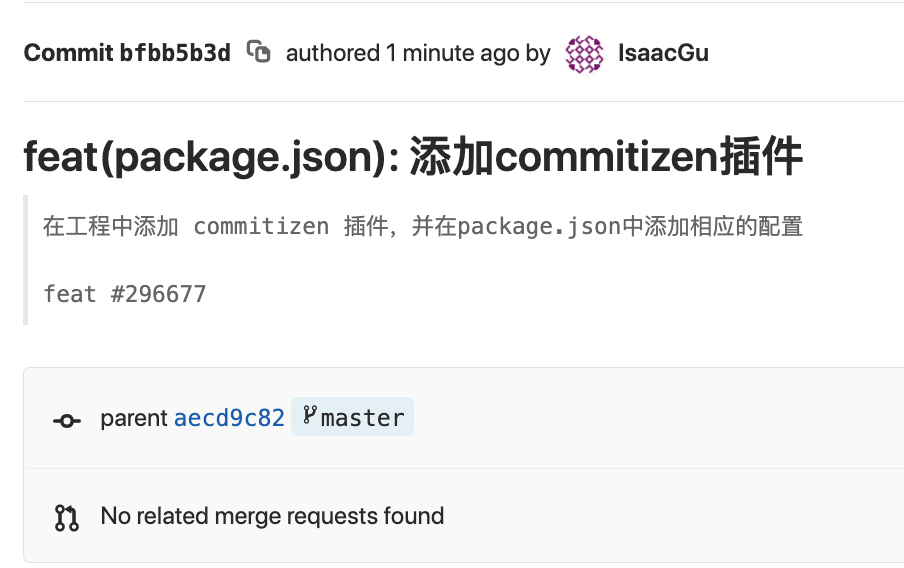 Commit bfbb5b3d authored 1 minute ago by IsaacGu
feat(package.json): 添加commitizen插件
在工程中添加 commitizen 插件，并在package.json中添加相应的配置
feat #296677
parent aecd9c82 master
No related merge requests found